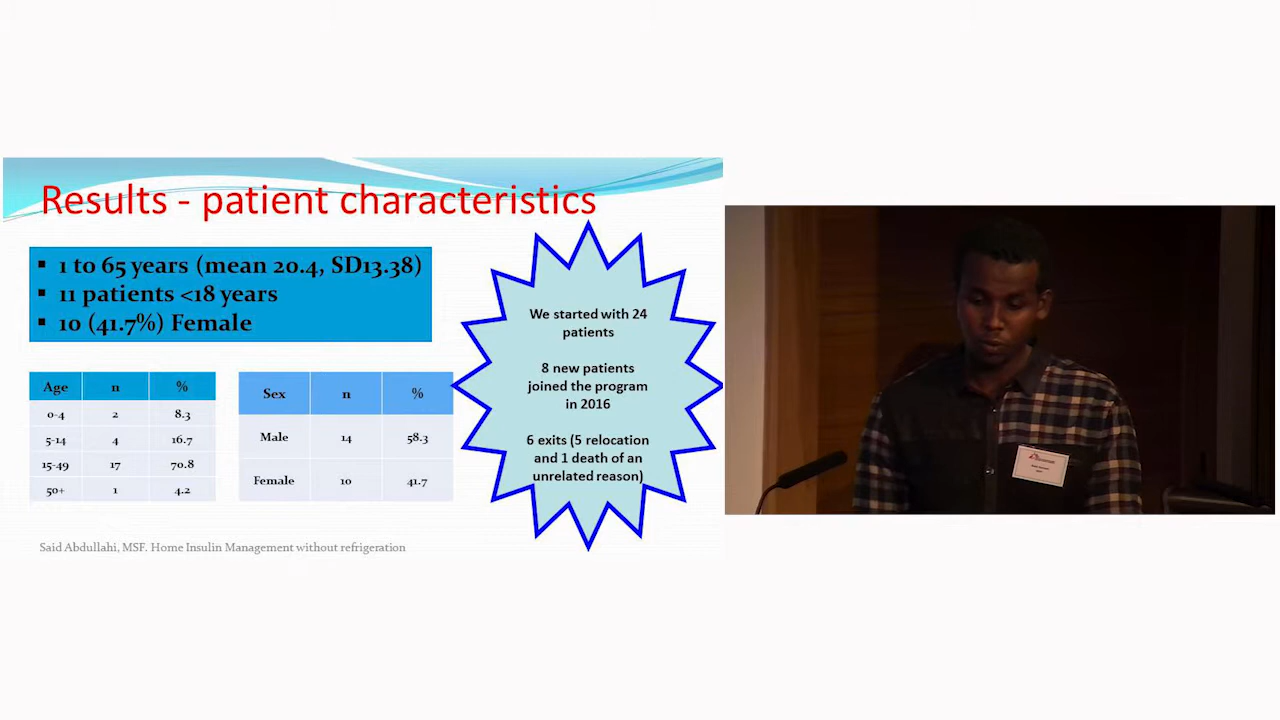 Results - patient characteristics
▪ 1 to 65 years (mean 20.4, SD13.38)
▪ 11 patients <18 years
▪ 10 (41.7%) Female
Age n %
0-4 2 8.3
5-14 4 16.7
15-49 17 70.8
50+ 1 4.2
Sex n %
Male 14 58.3
Female 10 41.7
We started with 24
patients
8 new patients
joined the program
in 2016
6 exits (5 relocation
and 1 death of an
unrelated reason)
Said Abdullahi, MSF. Home Insulin Management without refrigeration